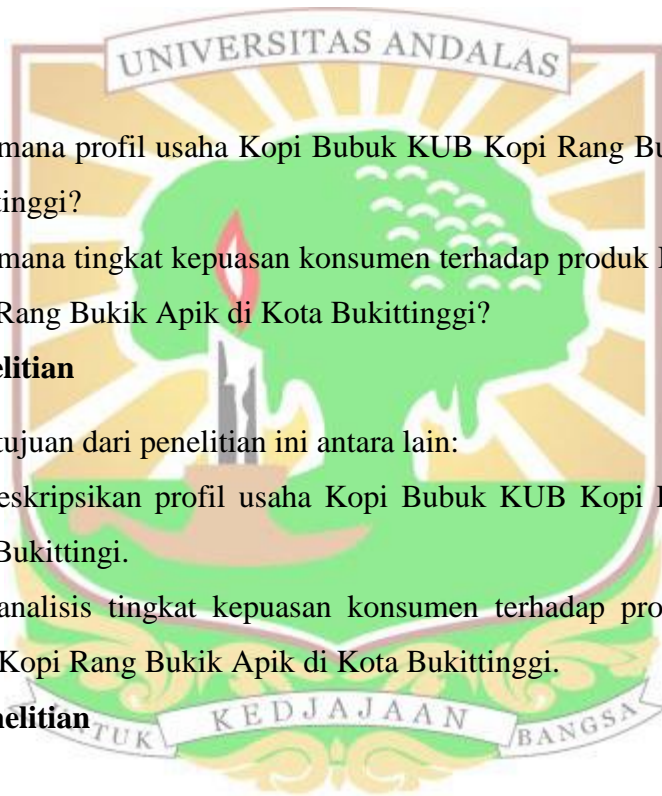 UNIVERSITAS ANDALAS
mana profil usaha Kopi Bubuk KUB Kopi Rang Bu
tinggi?
mana tingkat kepuasan konsumen terhadap produk
Rang Bukik Apik di Kota Bukittinggi?
elitian
tujuan dari penelitian ini antara lain:
eskripsikan profil usaha Kopi Bubuk KUB Kopi
Bukittingi.
analisis tingkat kepuasan konsumen terhadap pro
Kopi Rang Bukik Apik di Kota Bukittinggi.
nelitian
UNTUK KEDJAJAAN BANGSA